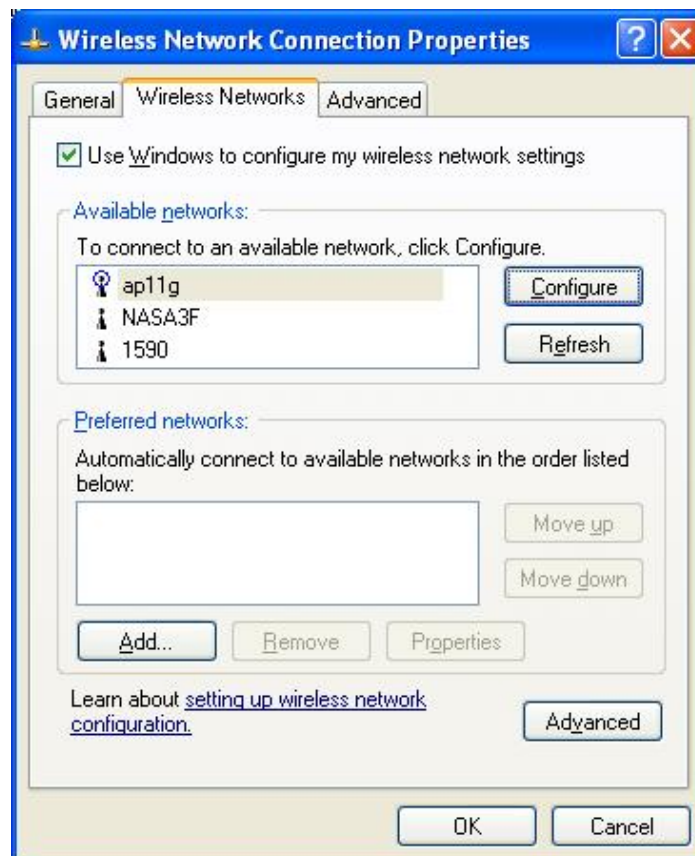 Wireless Network Connection Properties
General Wireless Networks Advanced
Use Windows to configure my wireless network settings
Available networks:
To connect to an available network, click Configure.
ap11g
Configure
NASA3F
1590
Refresh
Preferred networks:
Automatically connect to available networks in the order listed
below:
Move up
Move down
Add... Remove Properties
Learn about setting up wireless network
configuration.
Advanced
OK Cancel